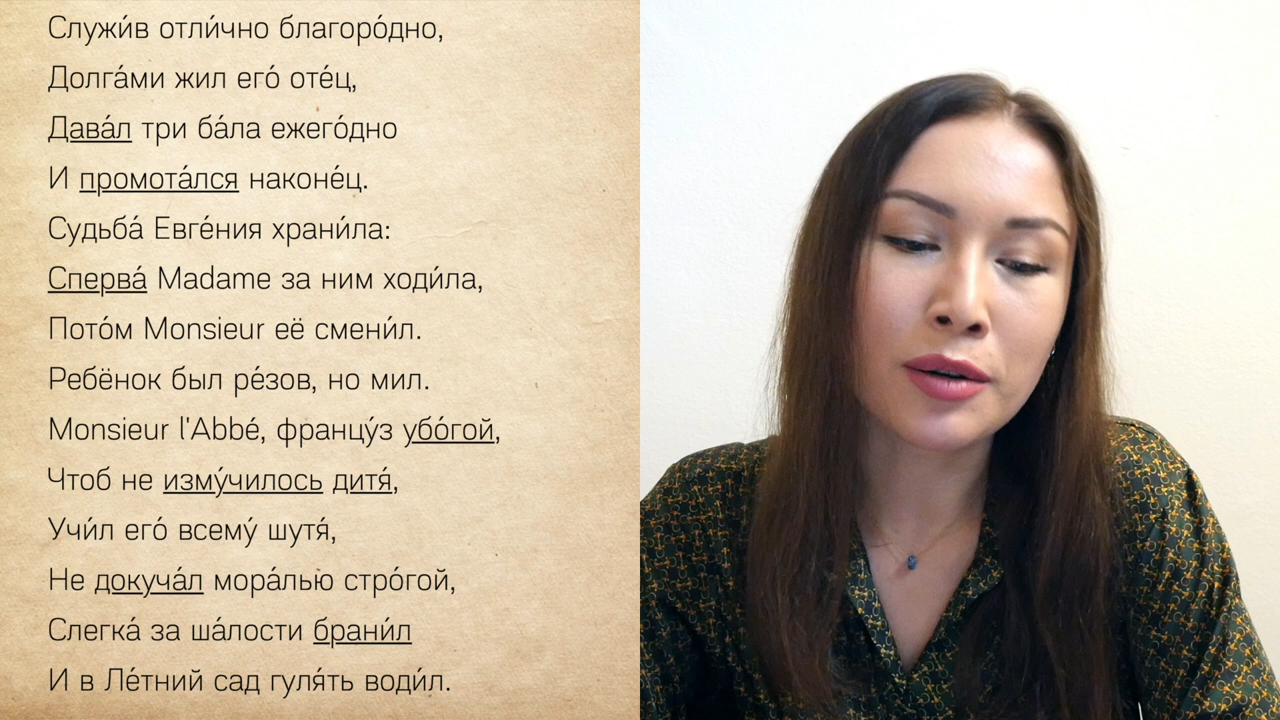 Служи́в отли́чно благоро́дно,
Долга́ми жил его́ оте́ц,
Дава́л три ба́ла ежего́дно
И промота́лся наконе́ц.
Судьба́ Евге́ния храни́ла:
Сперва́ Madame за ним ходи́ла,
Пото́м Monsieur её смени́л.
Ребёнок был ре́зов, но мил.
Monsieur l'Abbé, францу́з убо́гой,
Чтоб не изму́чилось дитя́,
Учи́л его́ всему́ шутя́,
Не докуча́л мора́лью стро́гой,
Слегка́ за ша́лости брани́л
И в Ле́тний сад гуля́ть води́л.